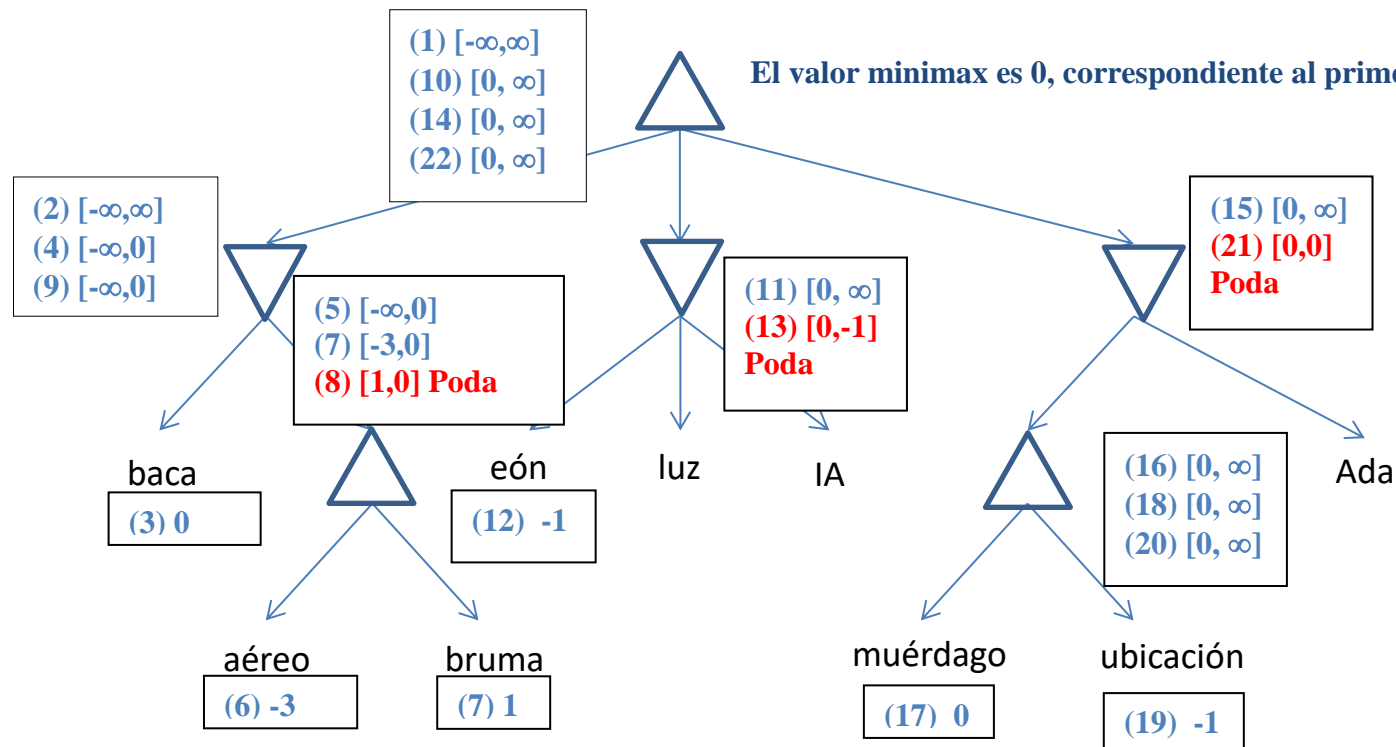 (1) [-∞,∞]
(10) [0, ∞]
(14) [0, ∞]
(22) [0, ∞]
El valor minimax es 0, correspondiente al prim
(2) [-∞,∞]
(4) [-∞,0]
(9) [-∞,0]
(5) [-∞,0]
(7) [-3,0]
(8) [1,0] Poda
(11) [0, ∞]
(13) [0,-1]
Poda
(15) [0, ∞]
(21) [0,0]
Poda
baca
(3) 0
eón
(12) -1
luz
IA
(16) [0, ∞]
(18) [0, ∞]
(20) [0, ∞]
Ada
aéreo
(6) -3
bruma
(7) 1
muérdago
(17) 0
ubicación
(19) -1